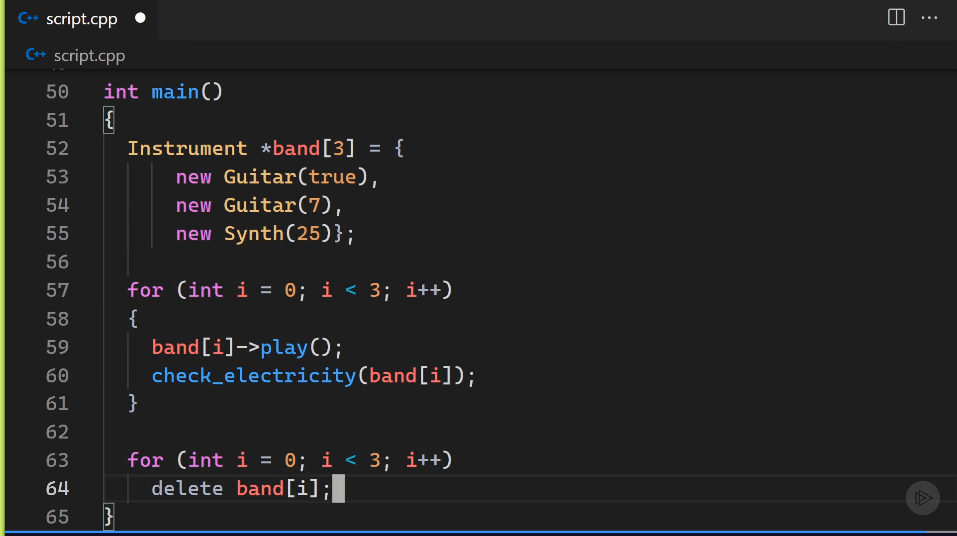 C++ script.cpp
C++ script.cpp
50 int main()
51 {
52 Instrument *band[3] = {
53 new Guitar(true),
54 new Guitar(7),
55 new Synth(25)};
56
57 for (int i = 0; i < 3; i++)
58 {
59 band[i]->play();
60 check_electricity(band[i]);
61 }
62
63 for (int i = 0; i < 3; i++)
64 delete band[i];
65 }